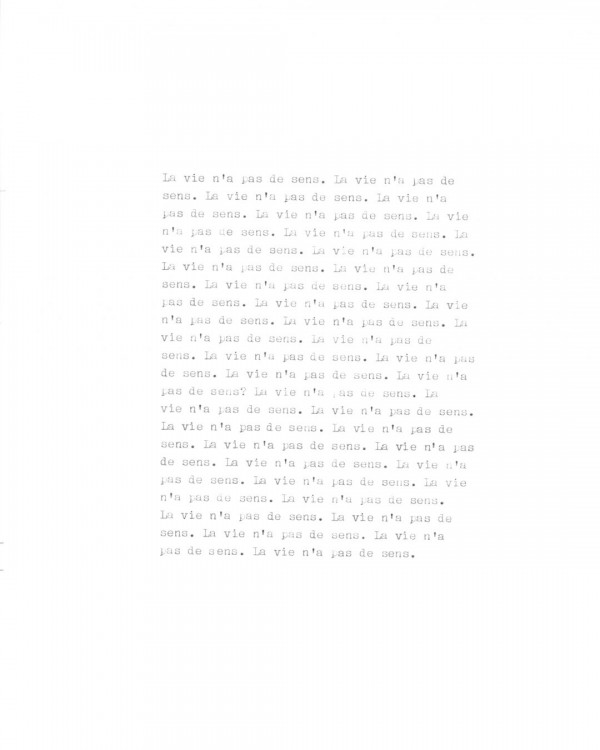 La vie n'a pas de sens. La vie n'a pas de
sens. La vie n'a pas de sens. La vie n'a
pas de sens. La vie n'a pas de sens. La vie
n'a pas de sens. La vie n'a pas de sens. La
vie n'a pas de sens. La vie n'a pas de sens.
La vie n'a pas de sens. La vie n'a pas de
sens. La vie n'a pas de sens. La vie n'a
pas de sens. La vie n'a pas de sens. La vie
n'a pas de sens. La vie n'a pas de sens. La
vie n'a pas de sens. La vie n'a pas de
sens. La vie n'a pas de sens. La vie n'a pas
de sens. La vie n'a pas de sens. La vie n'a
pas de sens? La vie n'a pas de sens. La
vie n'a pas de sens. La vie n'a pas de sens.
La vie n'a pas de sens. La vie n'a pas de
sens. La vie n'a pas de sens. La vie n'a pas
de sens. La vie n'a pas de sens. La vie n'a
pas de sens. La vie n'a pas de sens. La vie
n'a pas de sens. La vie n'a pas de sens.
La vie n'a pas de sens. La vie n'a pas de
sens. La vie n'a pas de sens. La vie n'a
pas de sens. La vie n'a pas de sens.